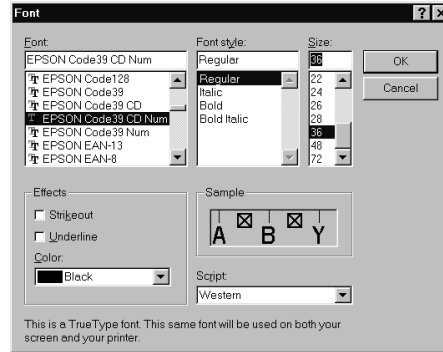 Font
Font: Font style: Size:
EPSON Code39 CD Num Regular 36 OK
EPSON Code128 Regular 22 Cancel
EPSON Code39 Italic 24
EPSON Code39 CD Bold 26
EPSON Code39 CD Num Bold Italic 28
EPSON Code39 Num 36
EPSON EAN-13 48
EPSON EAN-8 72
Effects Sample
Strikeout
Underline
A B Y
Color:
Black
Script:
Western
This is a TrueType font. This same font will be used on both your
screen and your printer.